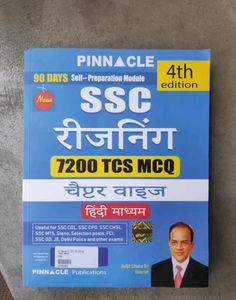 PINNACLE
90 DAYS Self- Preparation Module
4th
edition
New
SSC
रीजनिंग
7200 TCS MCQ
चैप्टर वाइज
हिंदी माध्यम
Useful for SSC CGL, SSC CPO, SSC CHSL,
SSC MTS, Steno, Selection posts, FCI,
SSC GD, JE, Delhi Police and other exams
PINNACLE Publications